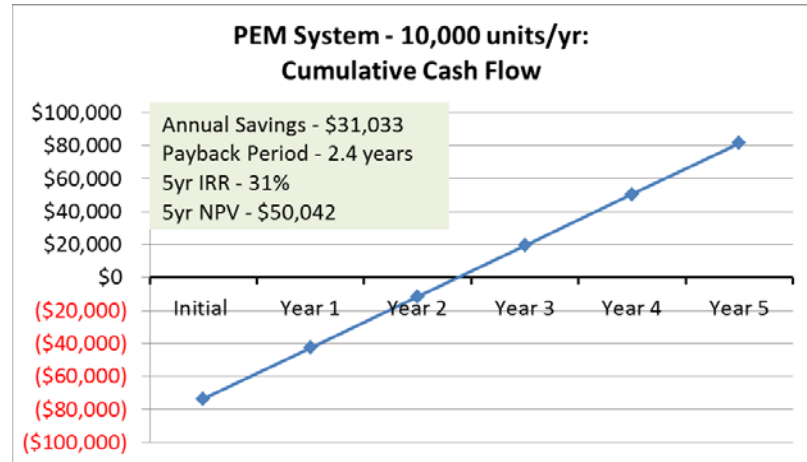 PEM System - 10,000 units/yr:
Cumulative Cash Flow
$100,000
$80,000
$60,000
$40,000
$20,000
$0
($20,000)
($40,000)
($60,000)
($80,000)
($100,000)
Annual Savings - $31,033
Payback Period - 2.4 years
5yr IRR - 31%
5yr NPV - $50,042
Initial Year 1 Year 2 Year 3 Year 4 Year 5